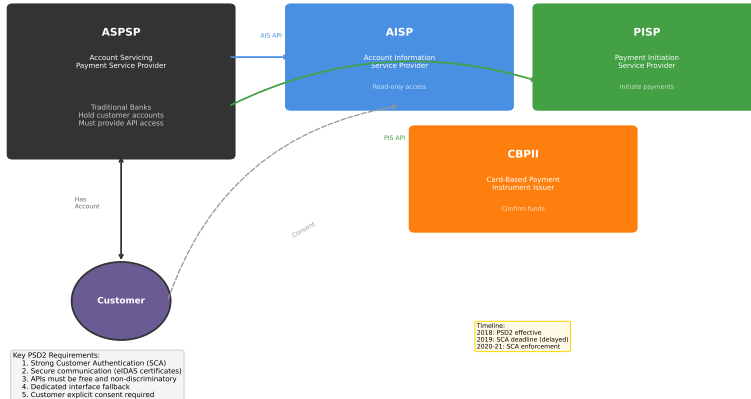 ASPSP
Account Servicing
Payment Service Provider
Traditional Banks
Hold customer accounts
Must provide API access
AIS API
AISP
Account Information
Service Provider
Read-only access
PISP
Payment Initiation
Service Provider
Initiate payments
PIS API
CBPII
Card-Based Payment
Instrument Issuer
Confirm funds
Has
Account
Consent
Customer
Timeline:
2018: PSD2 effective
2019: SCA deadline (delayed)
2020-21: SCA enforcement
Key PSD2 Requirements:
1. Strong Customer Authentication (SCA)
2. Secure communication (eIDAS certificates)
3. APIs must be free and non-discriminatory
4. Dedicated interface fallback
5. Customer explicit consent required